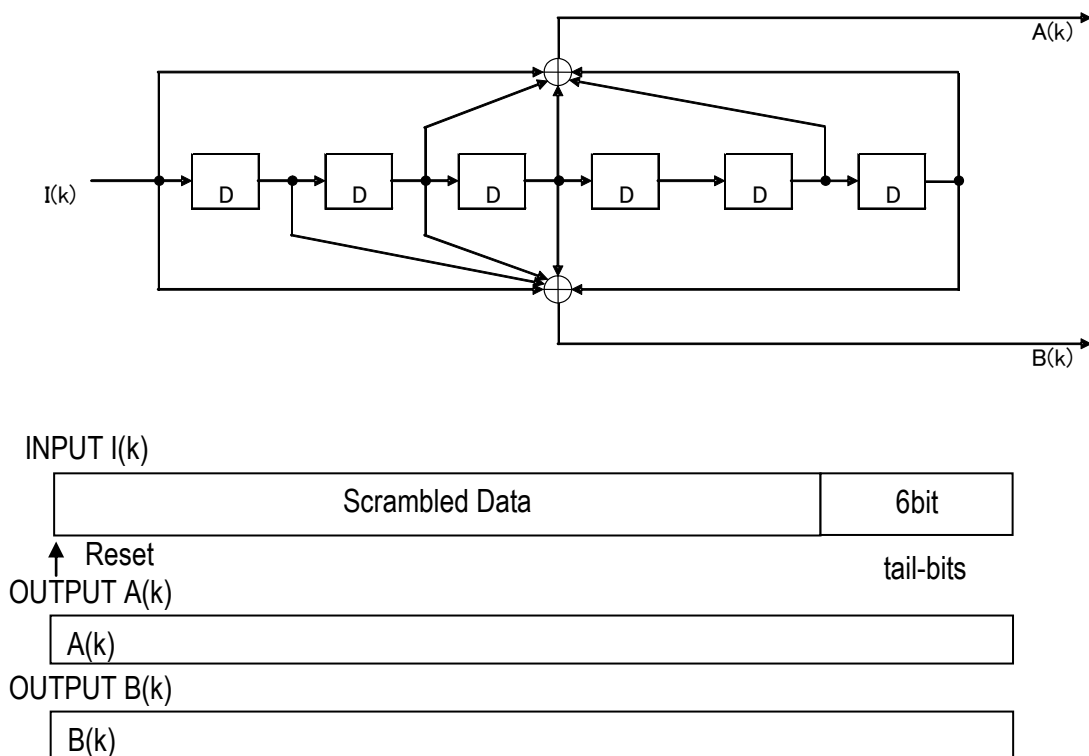 A(k)
I(k)
D D D D D D
B(k)
INPUT I(k)
Scrambled Data 6bit
Reset
tail-bits
OUTPUT A(k)
A(k)
OUTPUT B(k)
B(k)